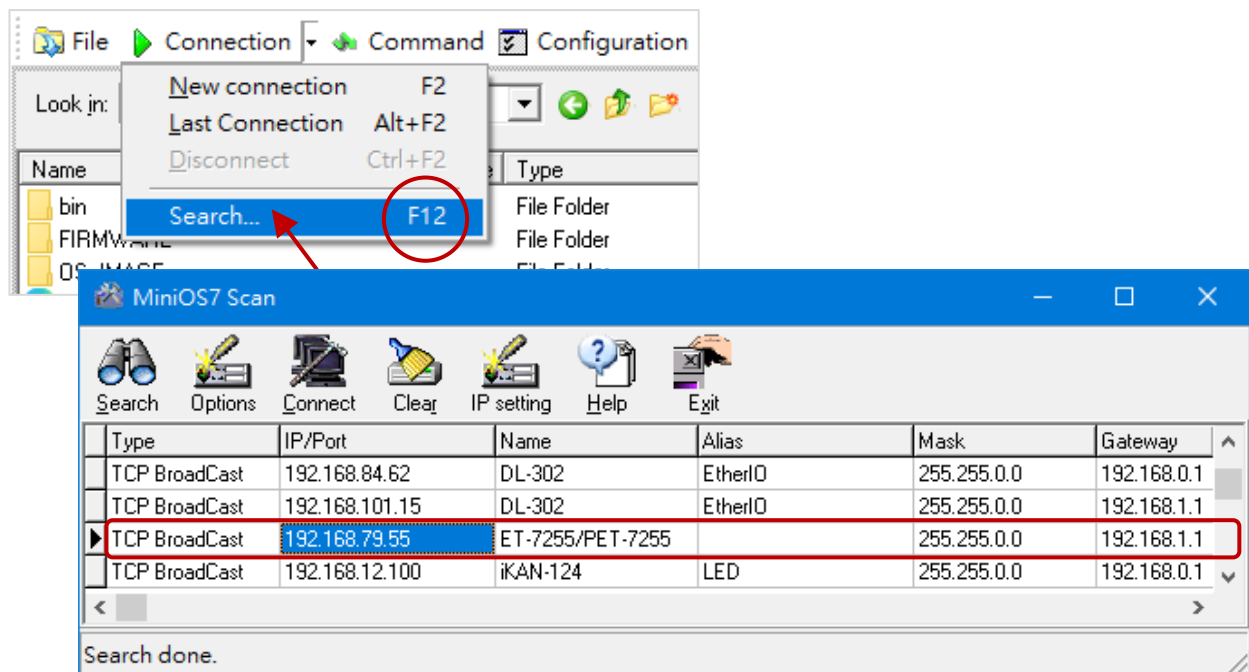 File Connection Command Configuration
Look in:
New connection F2
Last Connection Alt+F2
Disconnect Ctrl+F2
Search... F12
Name Type
bin File Folder
File Folder
MiniOS7 Scan
Search Options Connect Clear IP setting Help Exit
Type IP/Port Name Alias Mask Gateway
TCP BroadCast 192.168.84.62 DL-302 EtherIO 255.255.0.0 192.168.0.1
TCP BroadCast 192.168.101.15 DL-302 EtherIO 255.255.0.0 192.168.1.1
TCP BroadCast 192.168.79.55 ET-7255/PET-7255 255.255.0.0 192.168.1.1
TCP BroadCast 192.168.12.100 iKAN-124 LED 255.255.0.0 192.168.0.1
Search done.